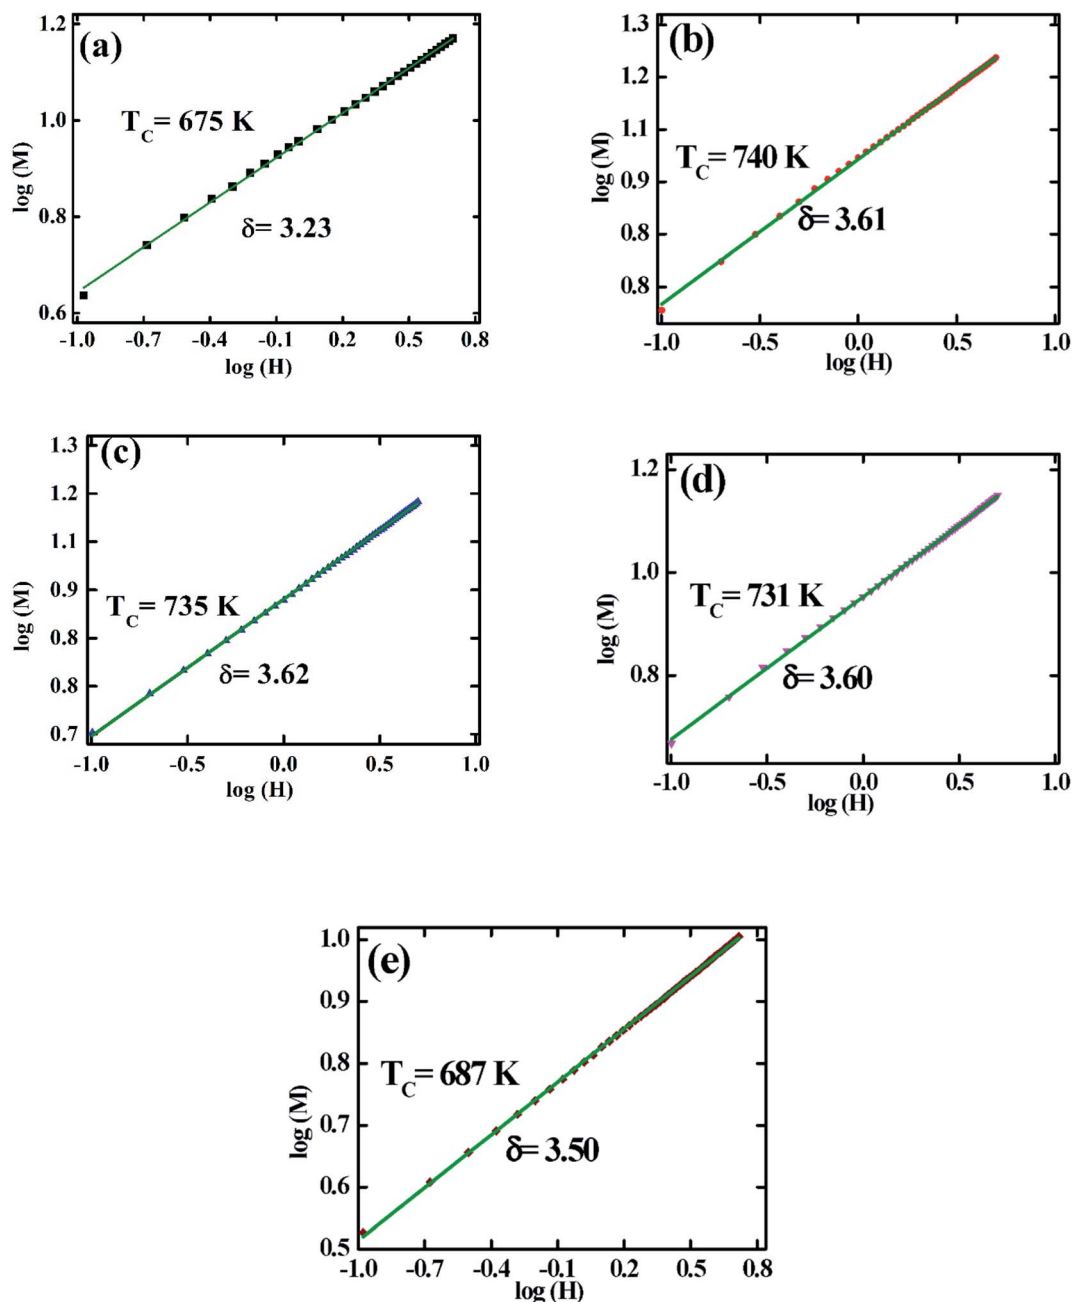 (a)
T_C = 675 K
δ= 3.23
log (M)
1.2
1.0
0.8
0.6
-1.0 -0.7 -0.4 -0.1 0.2 0.5 0.8
log (H)
(b)
T_C = 740 K
δ= 3.61
log (M)
1.3
1.2
1.1
0.9
0.8
0.8
-1.0 -0.5 0.0 0.5 1.0
log (H)
(c)
T_C = 735 K
δ= 3.62
log (M)
1.3
1.2
1.1
0.9
0.8
0.8
0.7
-1.0 -0.5 0.0 0.5 1.0
log (H)
(d)
T_C = 731 K
δ= 3.60
log (M)
1.2
1.0
0.8
-1.0 -0.5 0.0 0.5 1.0
log (H)
(e)
T_C = 687 K
δ= 3.50
log (M)
1.0
0.9
0.8
0.7
0.6
0.5
-1.0 -0.7 -0.4 -0.1 0.2 0.5 0.8
log (H)